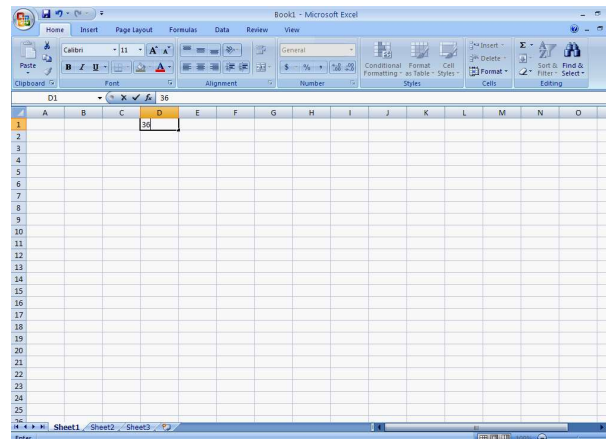 Book1 - Microsoft Excel
Home Insert Page Layout Formulas Data Review View
Paste
Calibri 11 A A
B I U A
General
$ % ,
Conditional Formatting
Format as Table
Cell Styles
Insert
Delete
Format
Σ
Sort & Filter
Find & Select
Clipboard Font Alignment Number Styles Cells Editing
D1 fx 36
A B C D E F G H I J K L M N O
1 36
2
3
4
5
6
7
8
9
10
11
12
13
14
15
16
17
18
19
20
21
22
23
24
25
26
Sheet1 Sheet2 Sheet3
Enter